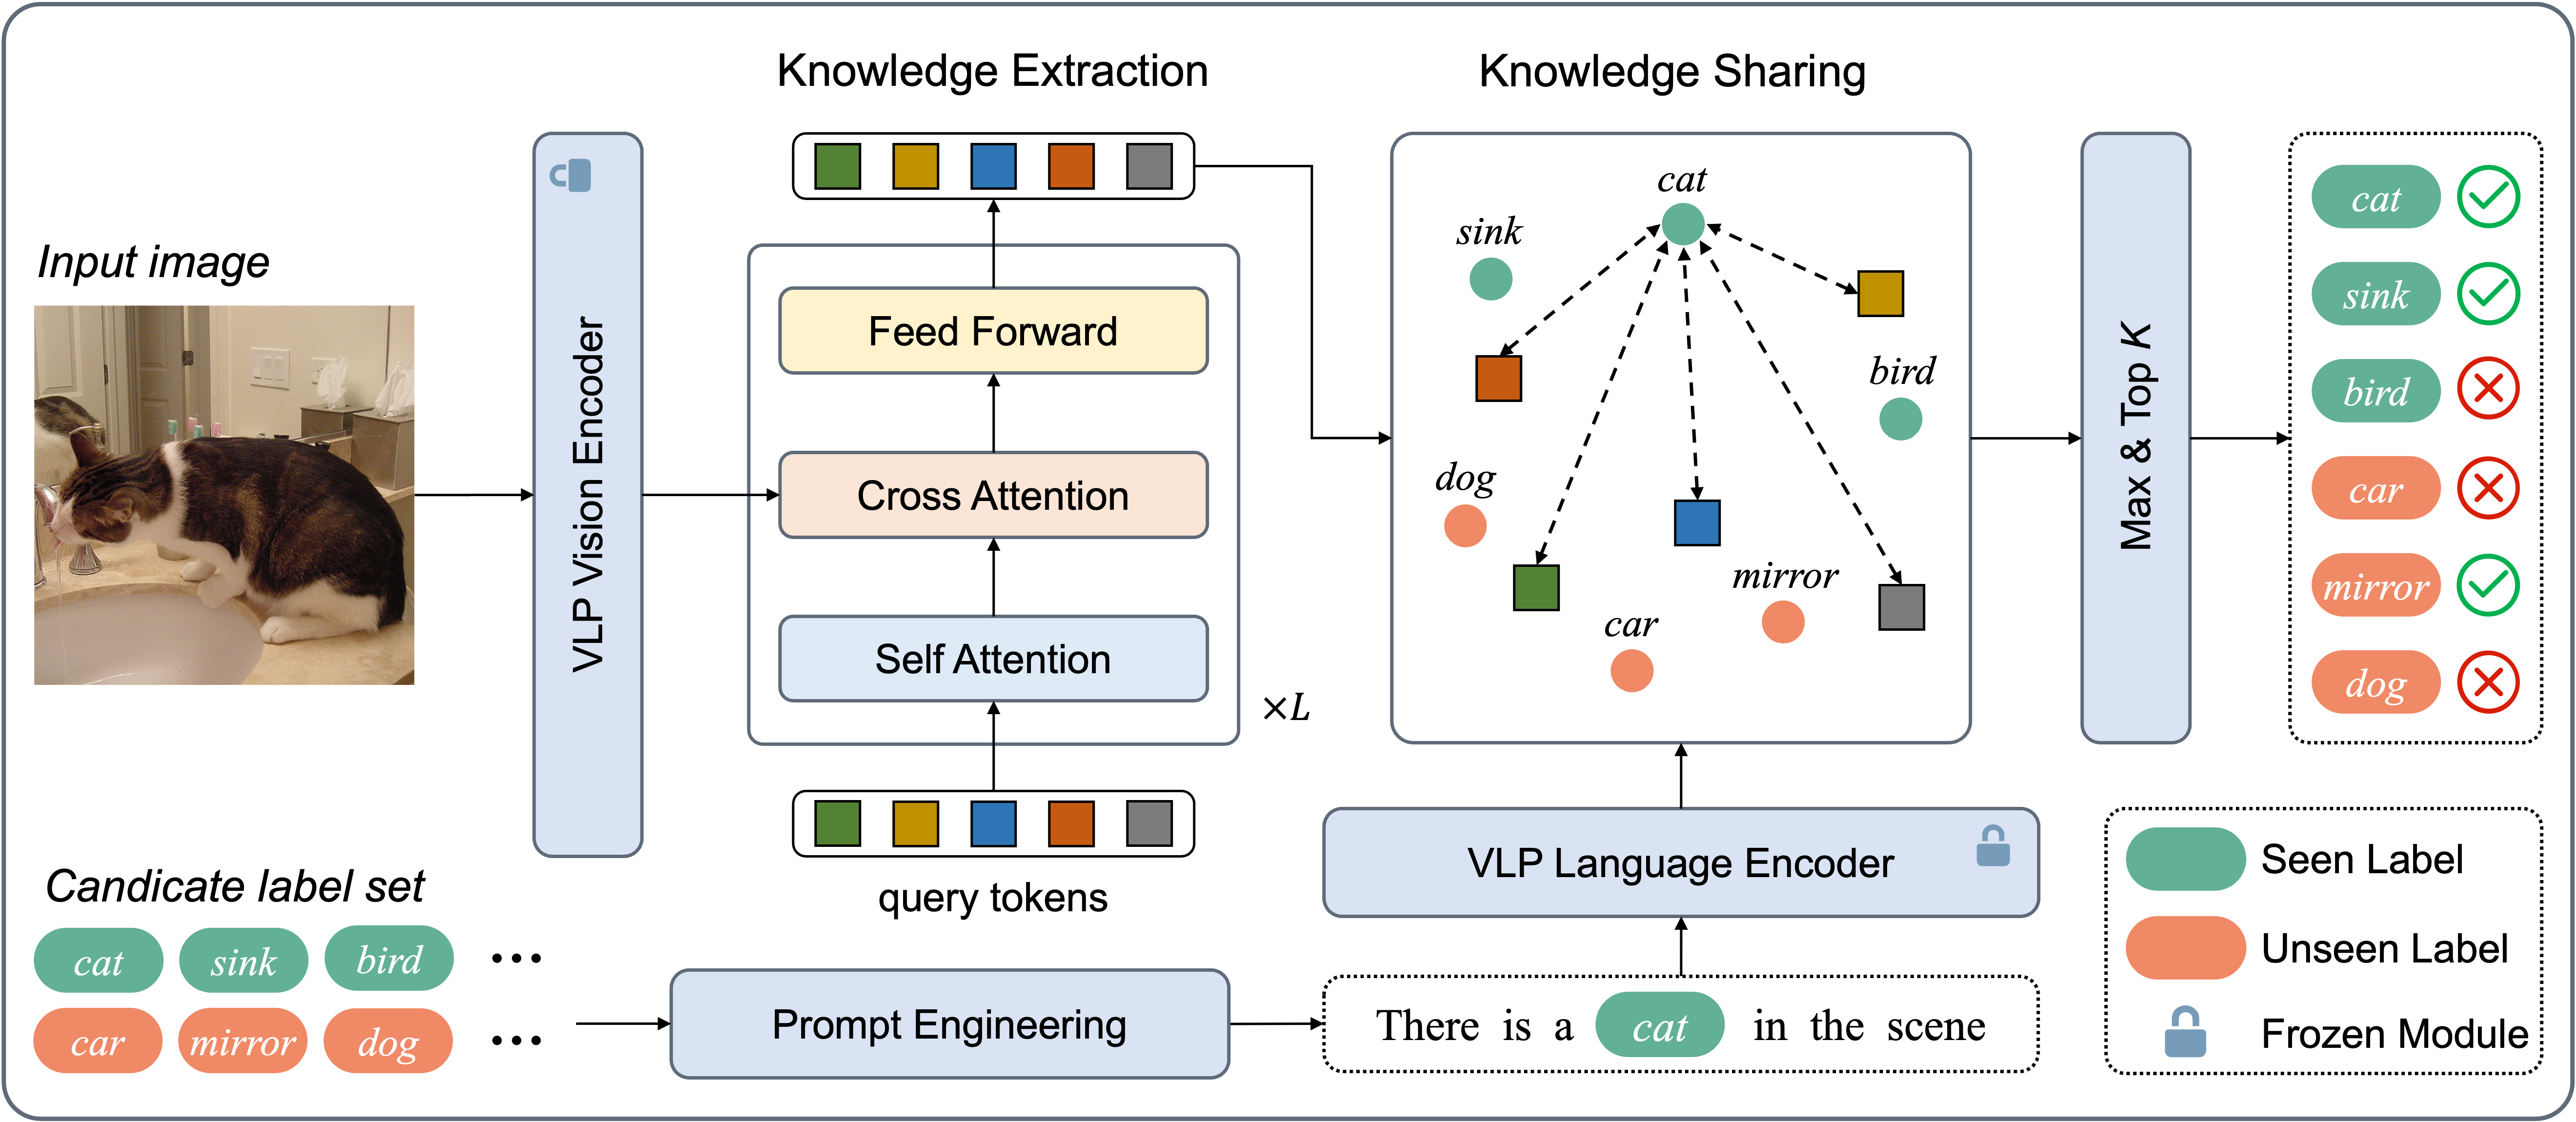 Knowledge Extraction
Knowledge Sharing
Input image
VLP Vision Encoder
Feed Forward
Cross Attention
Self Attention
×L
query tokens
cat
sink
bird
dog
mirror
car
Max & Top K
cat
sink
bird
car
mirror
dog
Candicate label set
cat sink bird ...
car mirror dog ...
Prompt Engineering
VLP Language Encoder
There is a cat in the scene
Seen Label
Unseen Label
Frozen Module